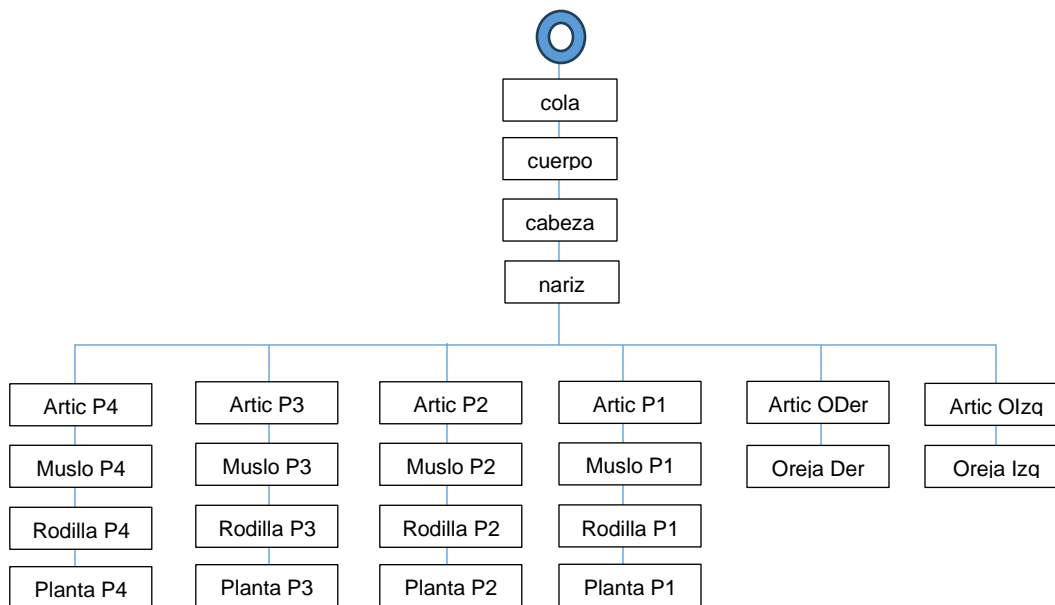 cola
cuerpo
cabeza
nariz
Artic P4
Artic P3
Artic P2
Artic P1
Artic ODer
Artic OIzq
Muslo P4
Muslo P3
Muslo P2
Muslo P1
Oreja Der
Oreja Izq
Rodilla P4
Rodilla P3
Rodilla P2
Rodilla P1
Planta P4
Planta P3
Planta P2
Planta P1